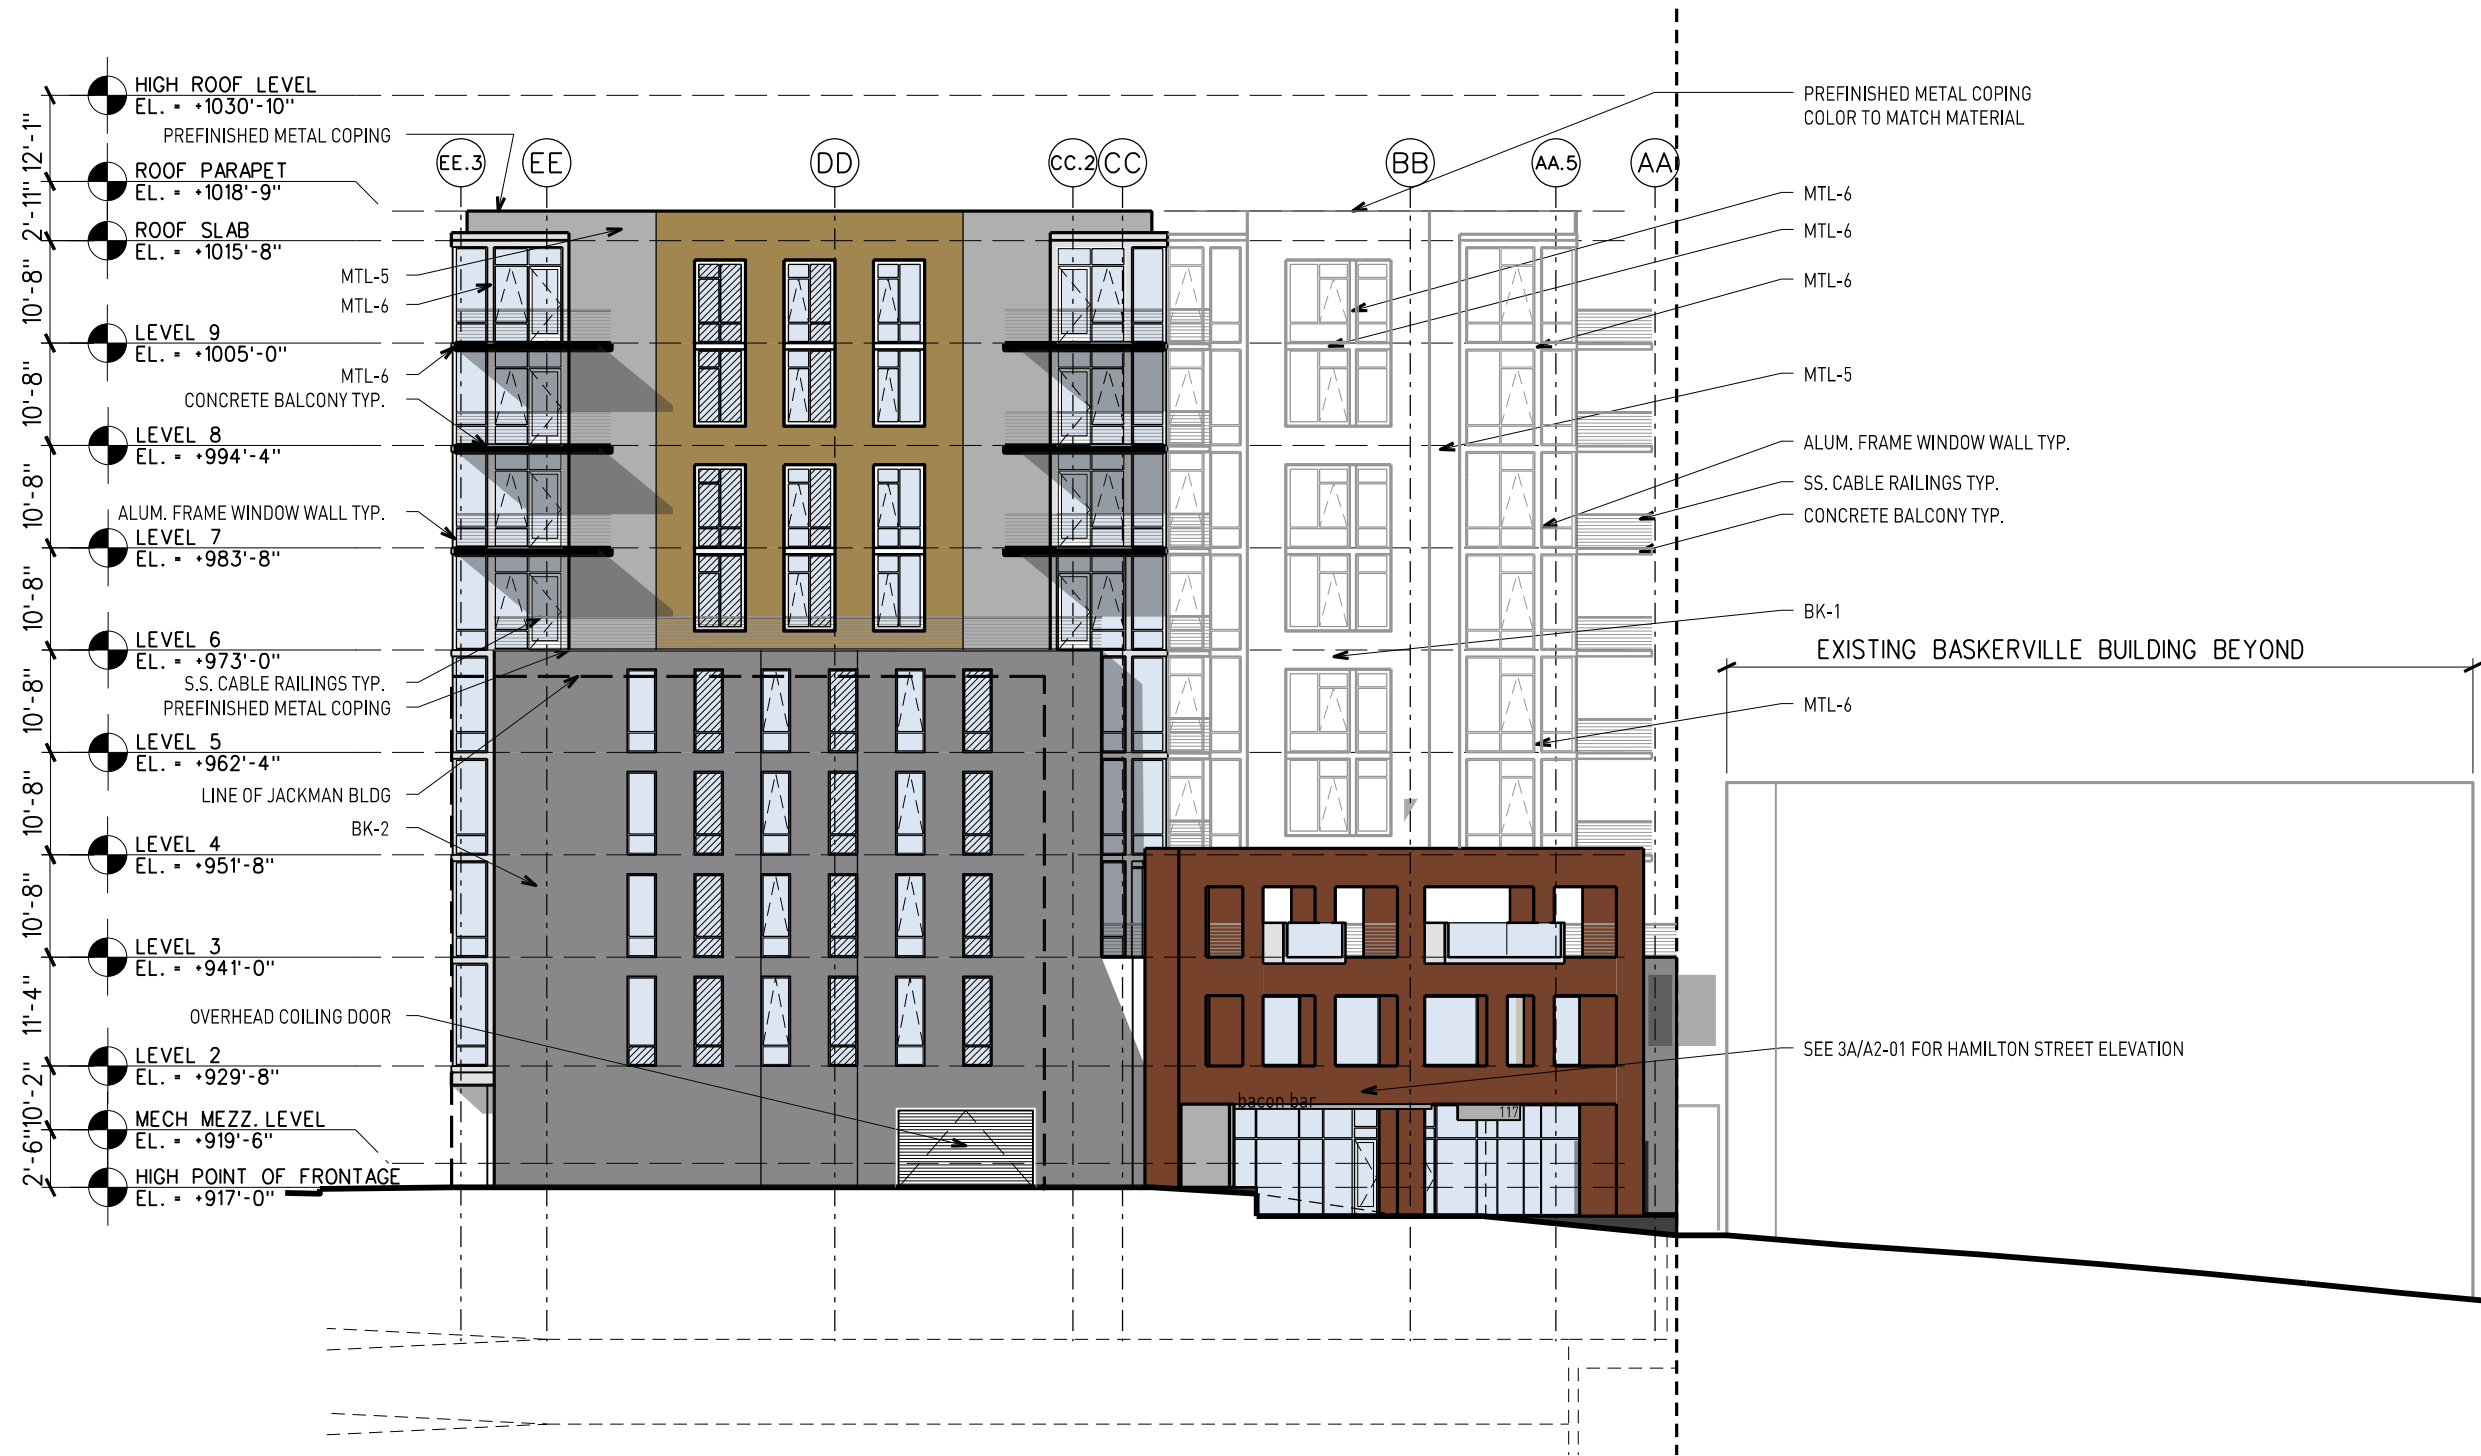 HIGH ROOF LEVEL
EL. = +1030'-10"
PREFINISHED METAL COPING
12'-1"
ROOF PARAPET
EL. = +1018'-9"
2'-11"
ROOF SLAB
EL. = +1015'-8"
10'-8"
MTL-5
MTL-6
LEVEL 9
EL. = +1005'-0"
10'-8"
MTL-6
CONCRETE BALCONY TYP.
LEVEL 8
EL. = +994'-4"
10'-8"
ALUM. FRAME WINDOW WALL TYP.
LEVEL 7
EL. = +983'-8"
10'-8"
LEVEL 6
EL. = +973'-0"
10'-8"
S.S. CABLE RAILINGS TYP.
PREFINISHED METAL COPING
LEVEL 5
EL. = +962'-4"
10'-8"
LINE OF JACKMAN BLDG
BK-2
LEVEL 4
EL. = +951'-8"
10'-8"
LEVEL 3
EL. = +941'-0"
11'-4"
OVERHEAD COILING DOOR
LEVEL 2
EL. = +929'-8"
10'-2"
MECH MEZZ. LEVEL
EL. = +919'-6"
2'-6"
HIGH POINT OF FRONTAGE
EL. = +917'-0"
EE.3
EE
DD
CC.2
CC
BB
AA.5
AA
bacon bar
117
PREFINISHED METAL COPING
COLOR TO MATCH MATERIAL
MTL-6
MTL-6
MTL-6
MTL-5
ALUM. FRAME WINDOW WALL TYP.
SS. CABLE RAILINGS TYP.
CONCRETE BALCONY TYP.
BK-1
EXISTING BASKERVILLE BUILDING BEYOND
MTL-6
SEE 3A/A2-01 FOR HAMILTON STREET ELEVATION